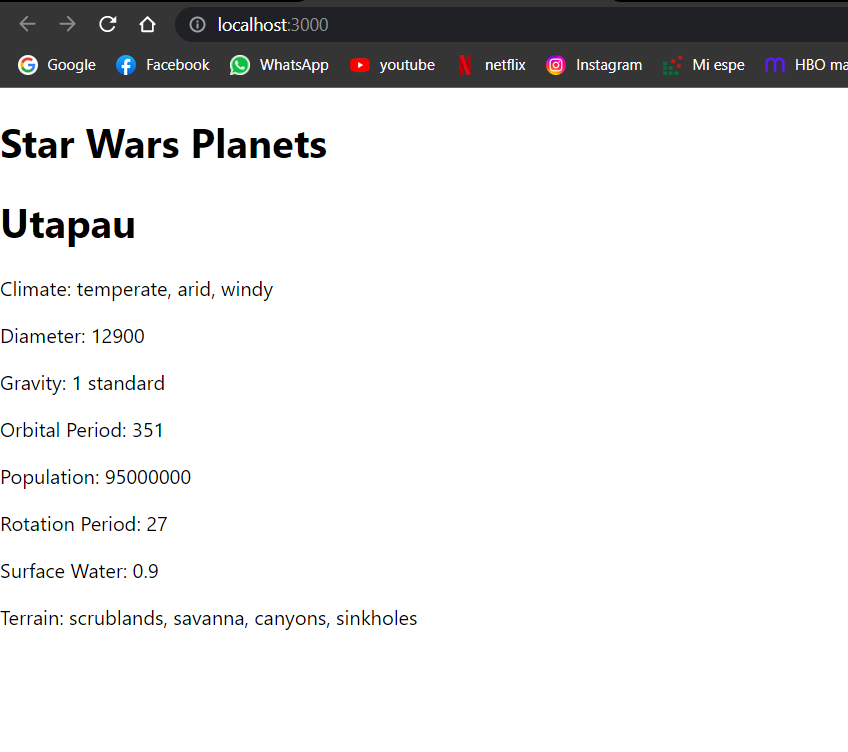 localhost:3000
Google Facebook WhatsApp youtube netflix Instagram Mi espe HBO ma
Star Wars Planets
Utapau
Climate: temperate, arid, windy
Diameter: 12900
Gravity: 1 standard
Orbital Period: 351
Population: 95000000
Rotation Period: 27
Surface Water: 0.9
Terrain: scrublands, savanna, canyons, sinkholes